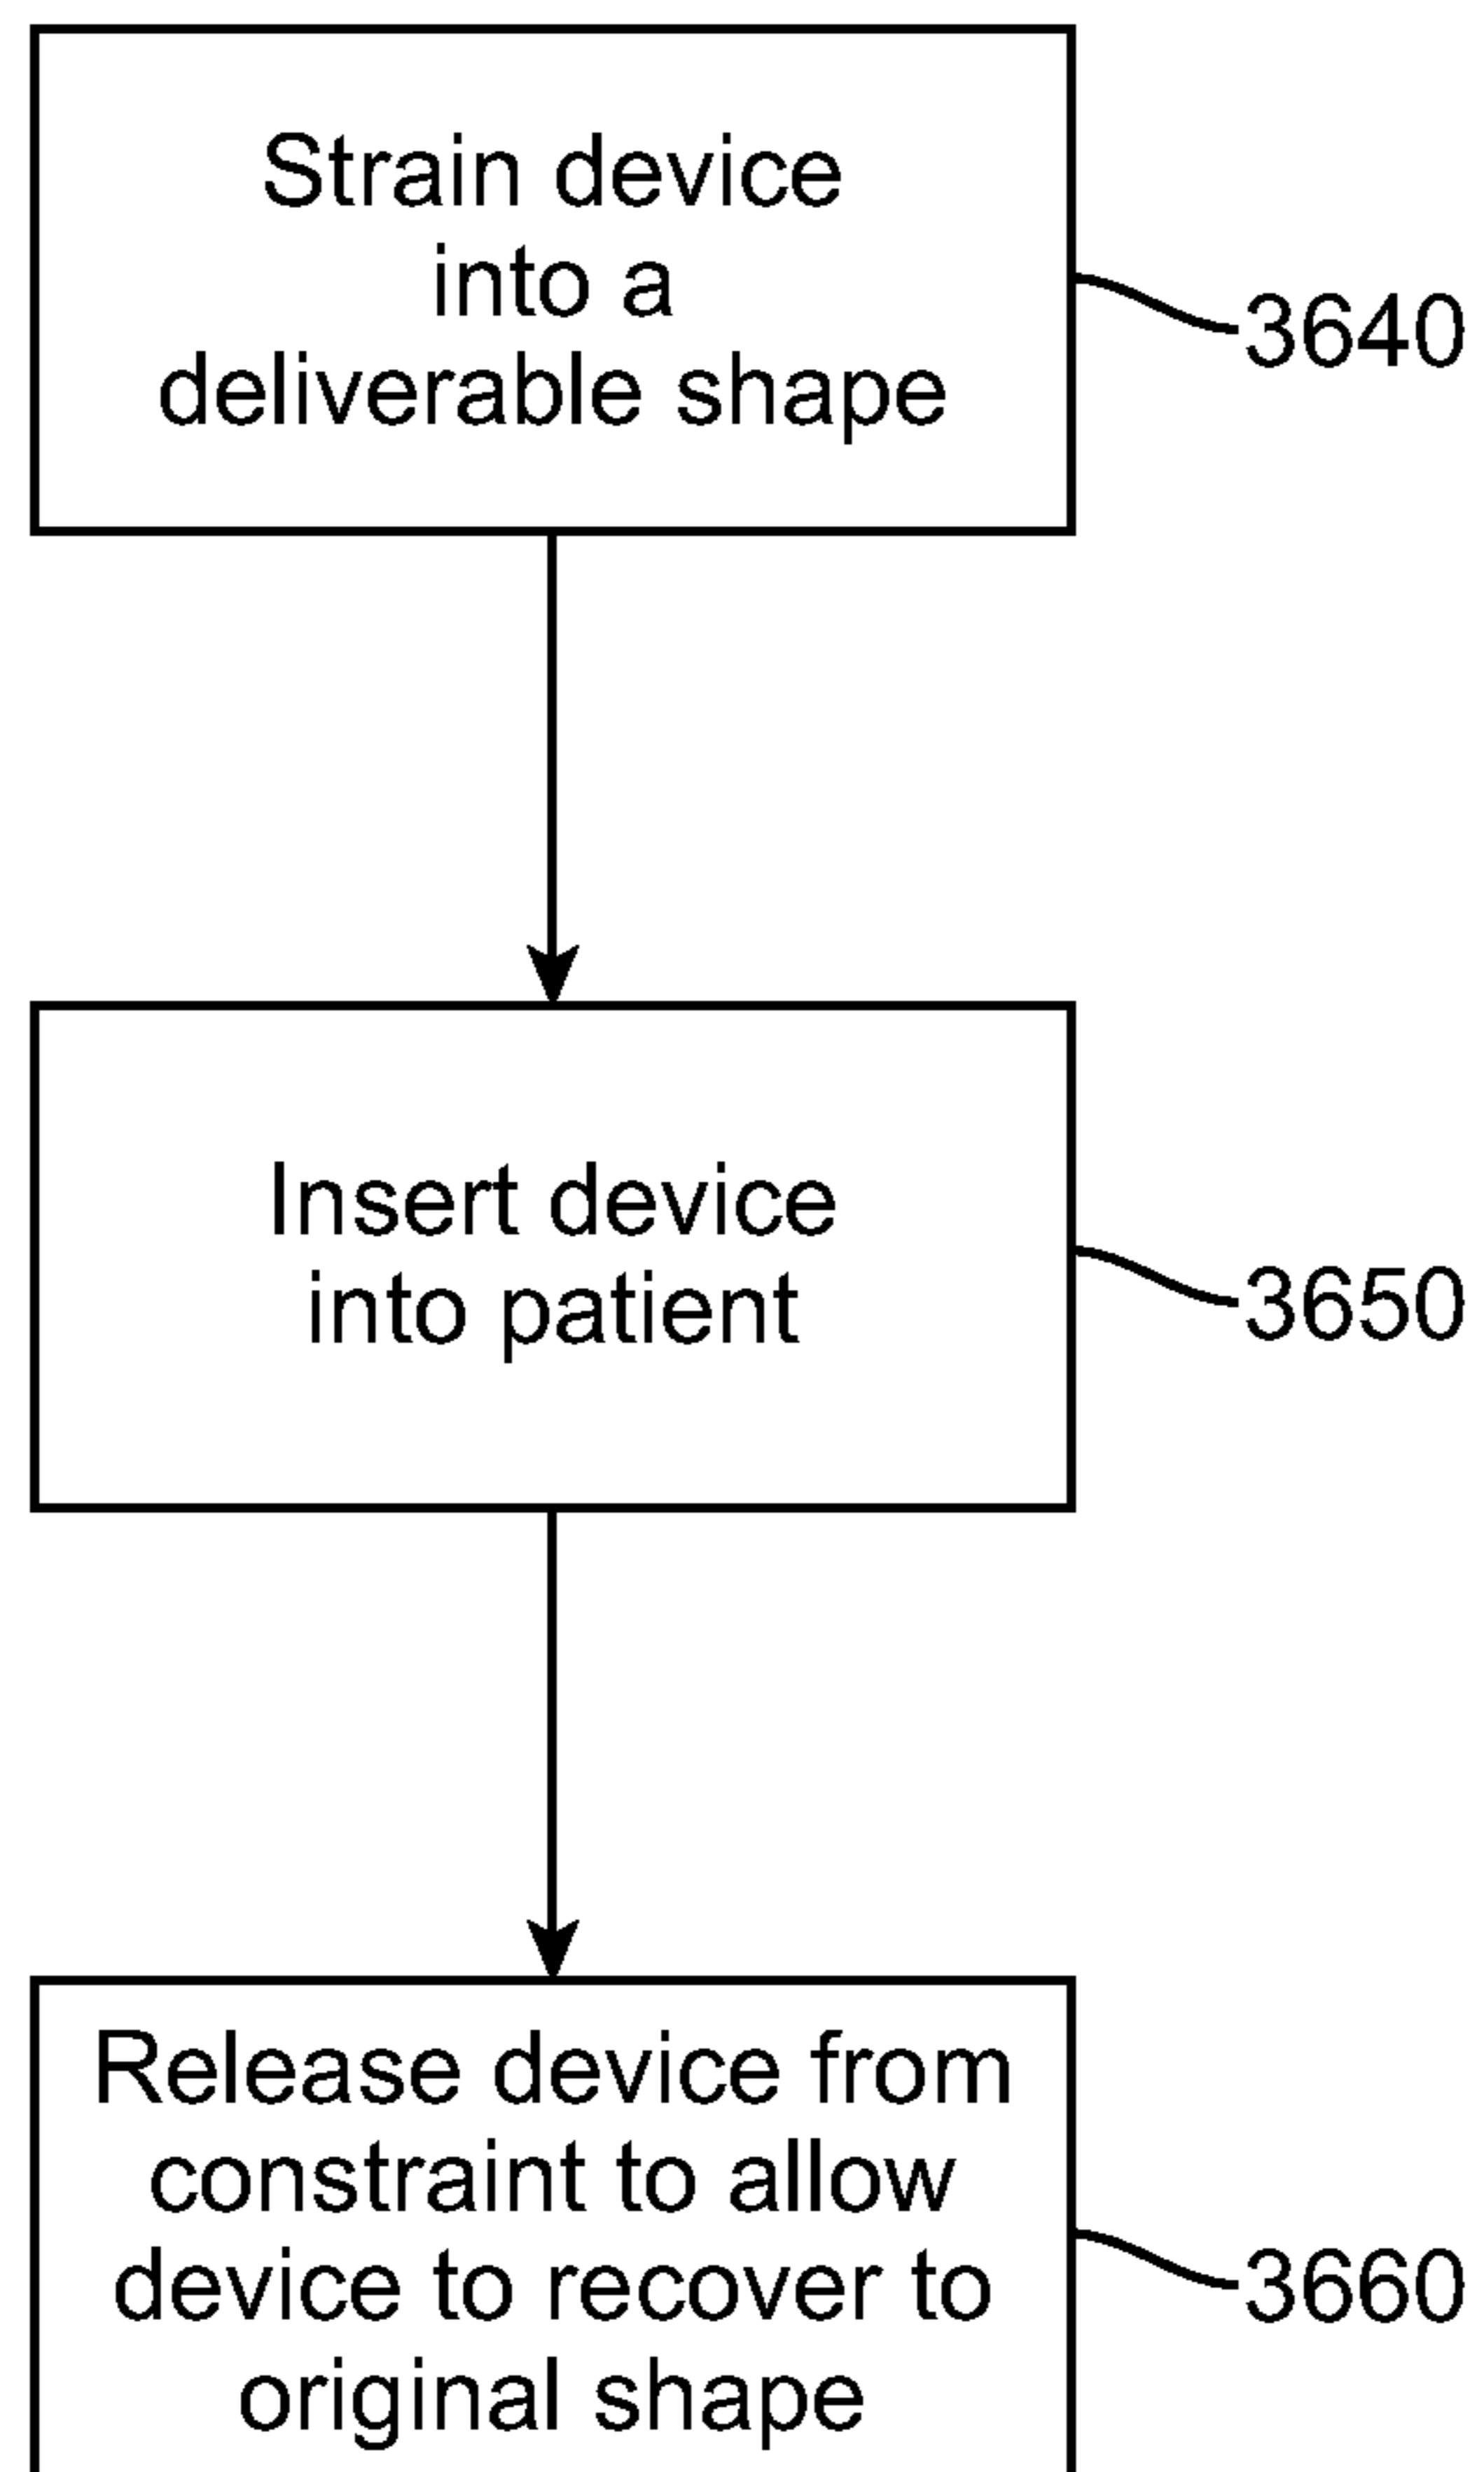 Strain device
into a
deliverable shape
3640
Insert device
into patient
3650
Release device from
constraint to allow
device to recover to
original shape
3660